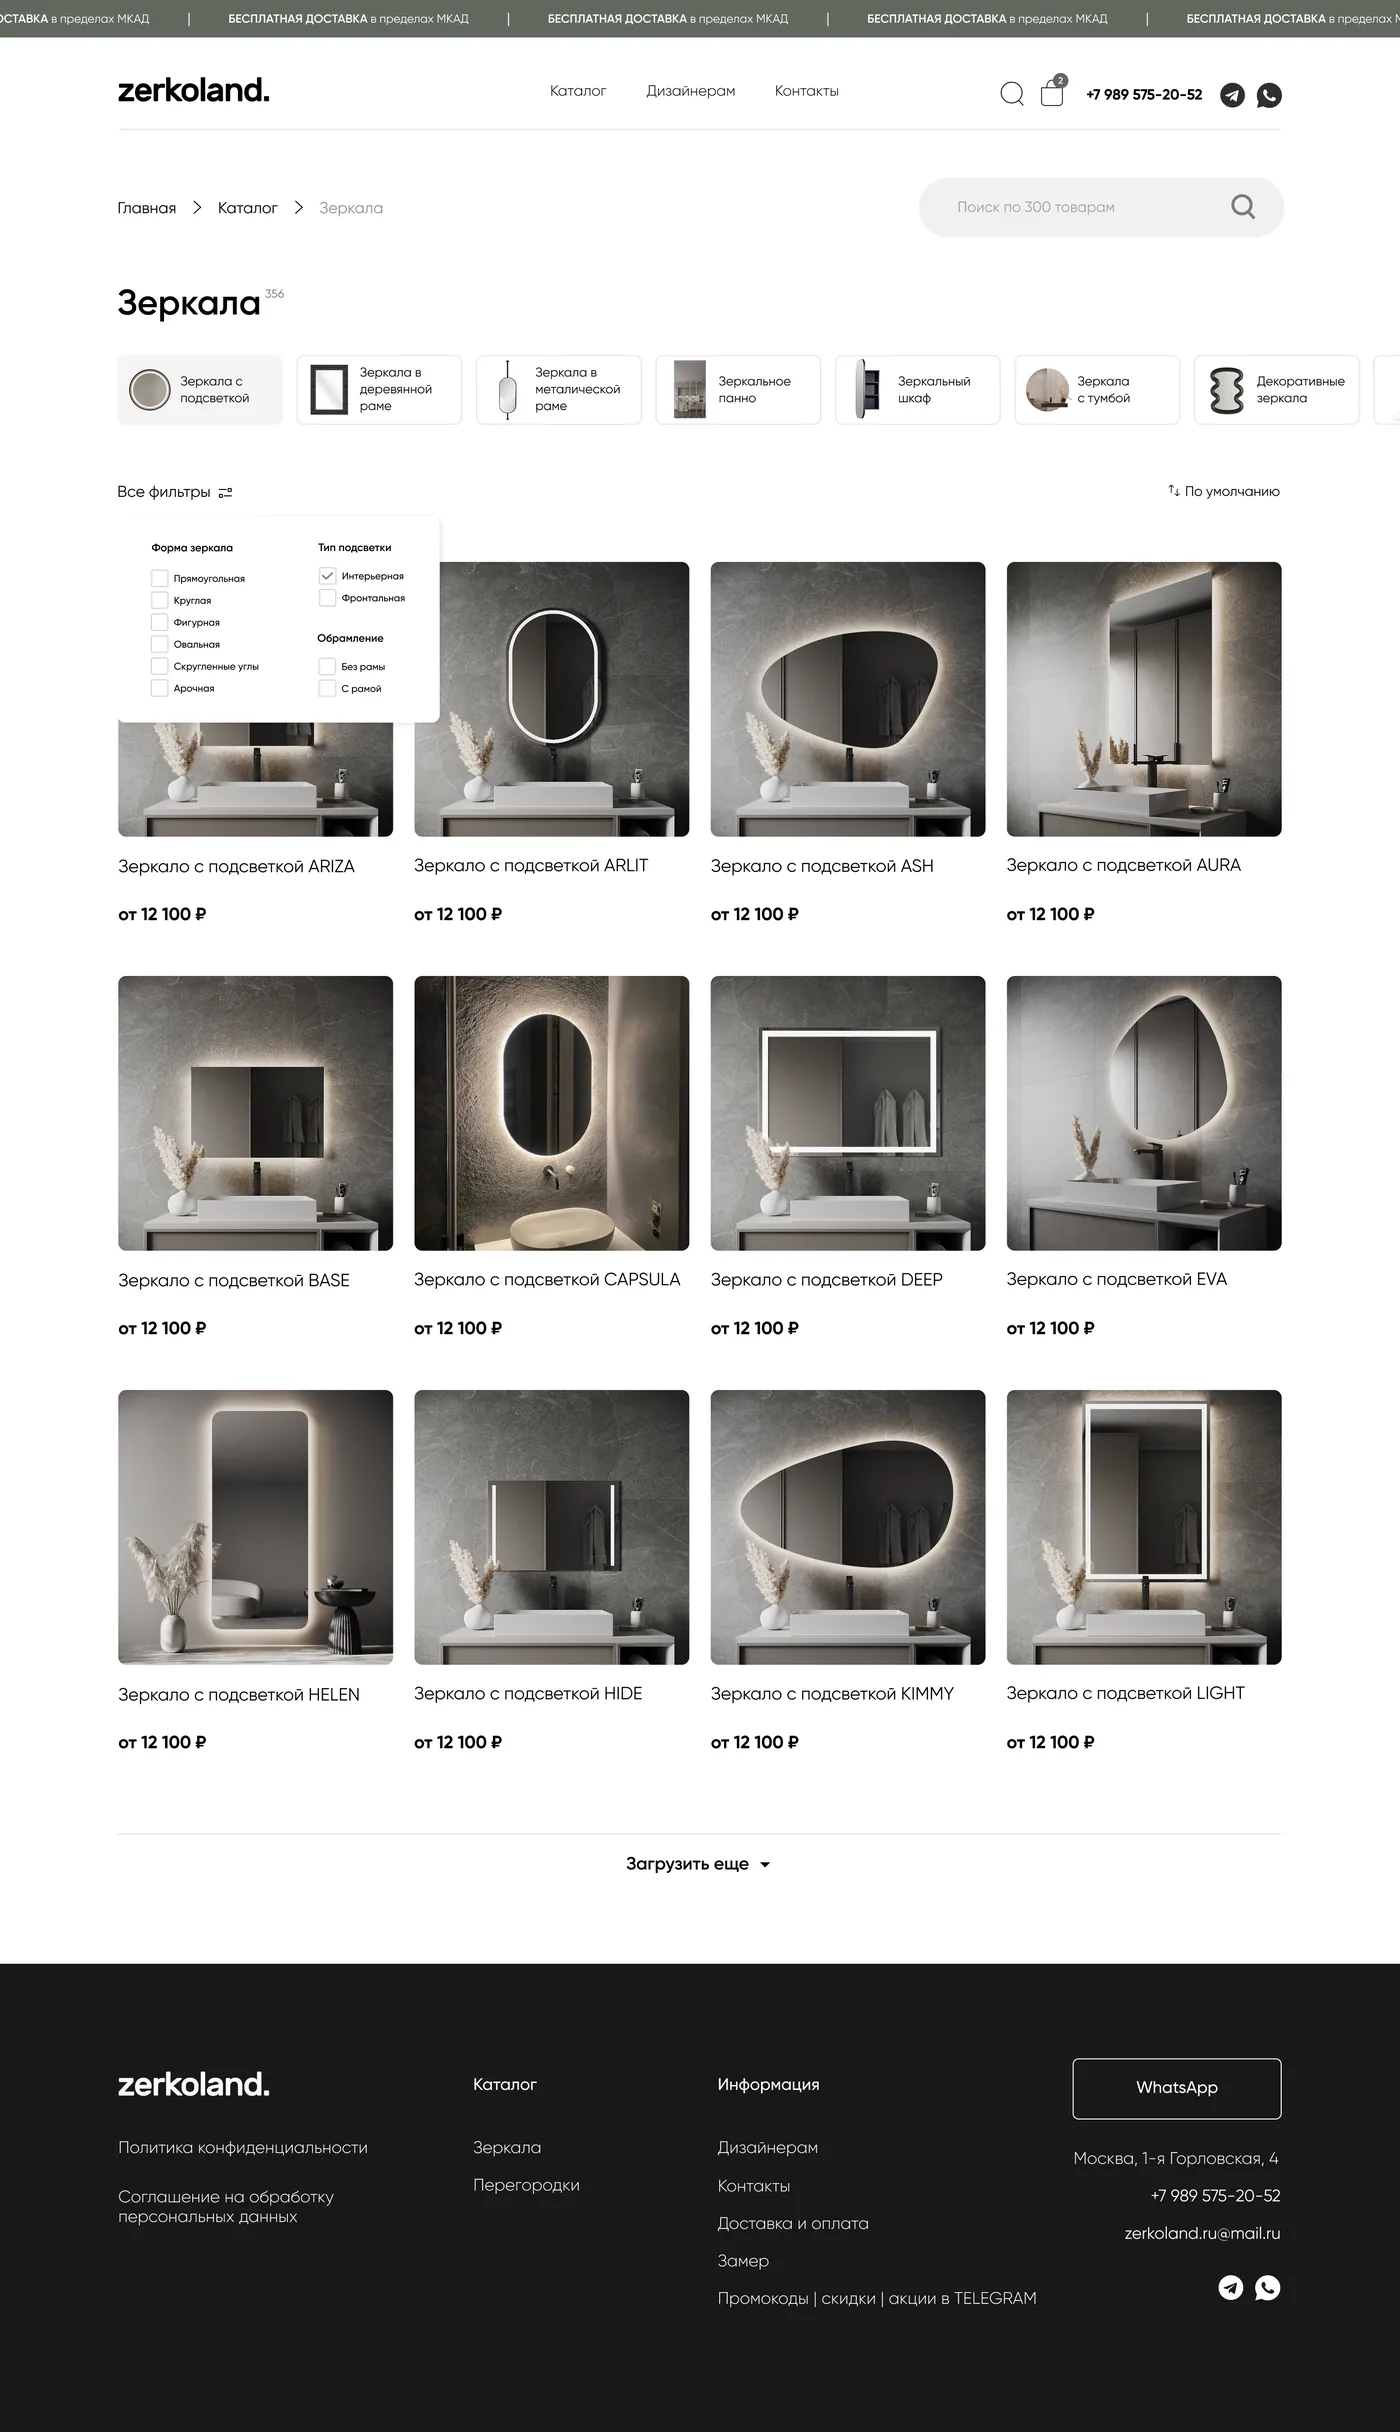 ОСТАВКА в пределах МКАД | БЕСПЛАТНАЯ ДОСТАВКА в пределах МКАД | БЕСПЛАТНАЯ ДОСТАВКА в пределах МКАД | БЕСПЛАТНАЯ ДОСТАВКА в пределах МКАД | БЕСПЛАТНАЯ ДОСТАВКА в пределах
zerkoland.
Каталог Дизайнерам Контакты
2
+7 989 575-20-52
Главная > Каталог > Зеркала
Поиск по 300 товарам
Зеркала 356
Зеркала с
подсветкой
Зеркала в
деревянной
раме
Зеркала в
металической
раме
Зеркальное
панно
Зеркальный
шкаф
Зеркала
с тумбой
Декоративные
зеркала
Все фильтры
По умолчанию
Форма зеркала
Прямоугольная
Круглая
Фигурная
Овальная
Скругленные углы
Арочная
Тип подсветки
Интерьерная
Фронтальная
Обрамление
Без рамы
С рамой
Зеркало с подсветкой ARIZA
от 12 100 ₽
Зеркало с подсветкой ARLIT
от 12 100 ₽
Зеркало с подсветкой ASH
от 12 100 ₽
Зеркало с подсветкой AURA
от 12 100 ₽
Зеркало с подсветкой BASE
от 12 100 ₽
Зеркало с подсветкой CAPSULA
от 12 100 ₽
Зеркало с подсветкой DEEP
от 12 100 ₽
Зеркало с подсветкой EVA
от 12 100 ₽
Зеркало с подсветкой HELEN
от 12 100 ₽
Зеркало с подсветкой HIDE
от 12 100 ₽
Зеркало с подсветкой KIMMY
от 12 100 ₽
Зеркало с подсветкой LIGHT
от 12 100 ₽
Загрузить еще
zerkoland.
Политика конфиденциальности
Соглашение на обработку
персональных данных
Каталог
Зеркала
Перегородки
Информация
Дизайнерам
Контакты
Доставка и оплата
Замер
Промокоды | скидки | акции в TELEGRAM
WhatsApp
Москва, 1-я Горловская, 4
+7 989 575-20-52
zerkoland.ru@mail.ru